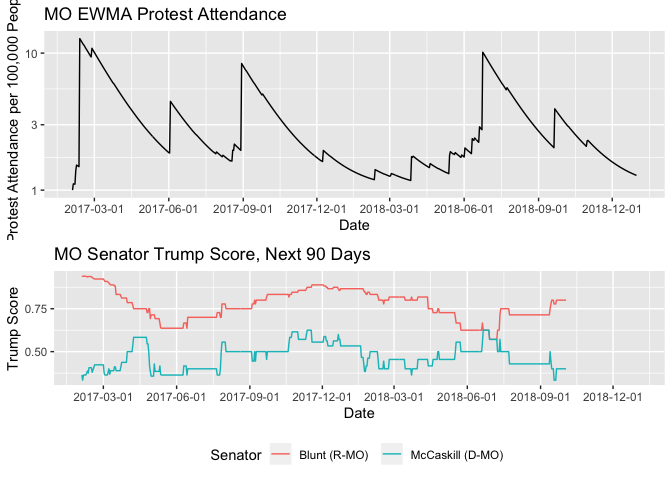 MO EWMA Protest Attendance
Protest Attendance per 100,000 Peop
10
3
1
2017-03-01 2017-06-01 2017-09-01 2017-12-01 2018-03-01 2018-06-01 2018-09-01 2018-12-01
Date
MO Senator Trump Score, Next 90 Days
Trump Score
0.75
0.50
2017-03-01 2017-06-01 2017-09-01 2017-12-01 2018-03-01 2018-06-01 2018-09-01 2018-12-01
Date
Senator Blunt (R-MO) McCaskill (D-MO)